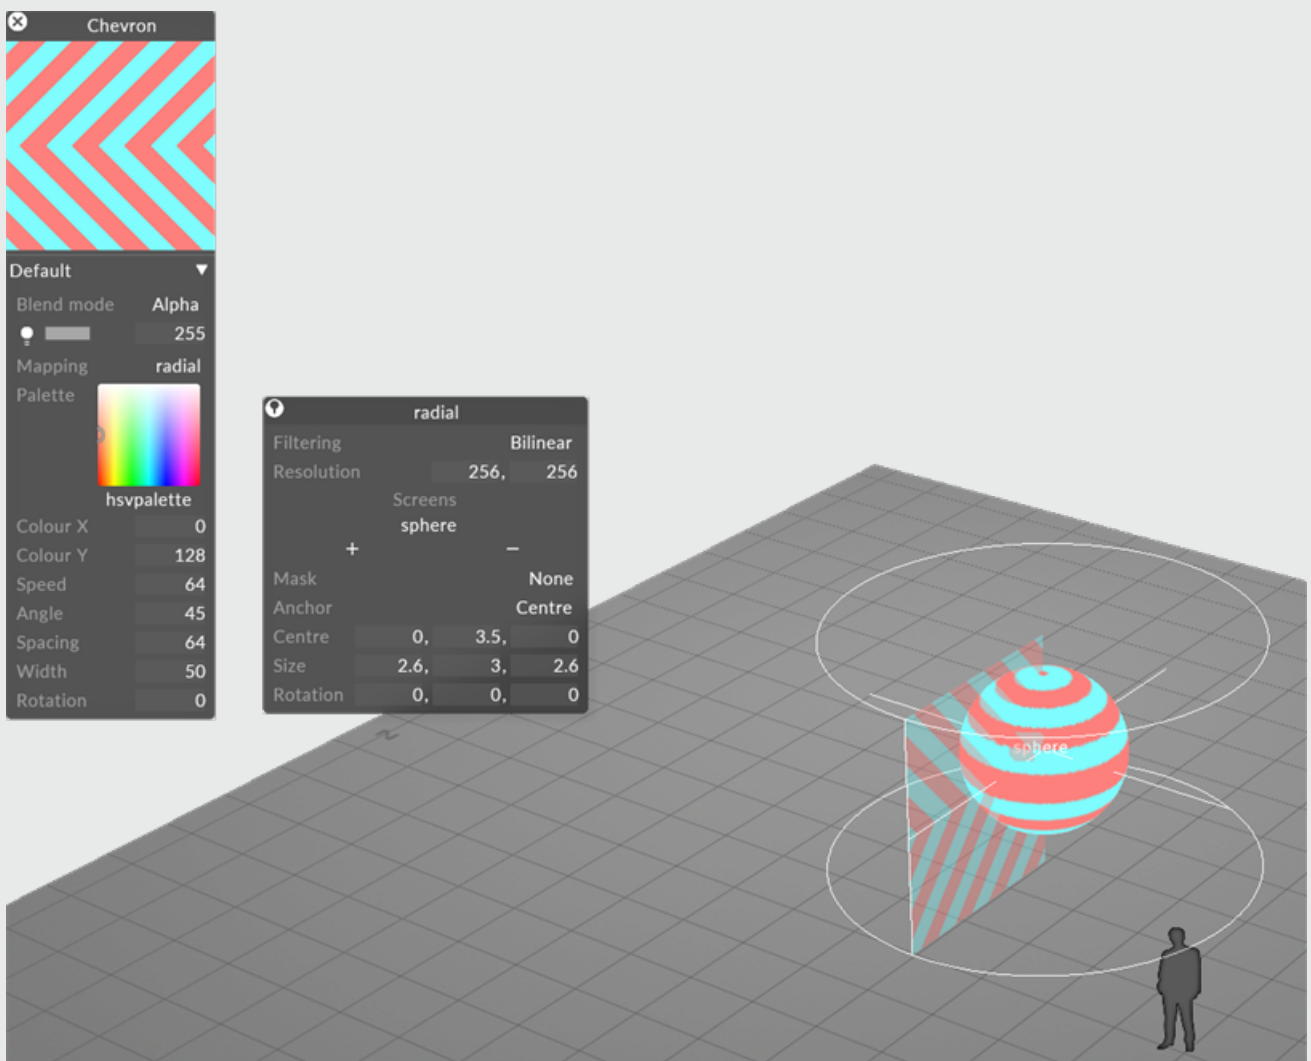 Chevron
Default
Blend mode Alpha
255
Mapping radial
Palette
hsvpalette
Colour X 0
Colour Y 128
Speed 64
Angle 45
Spacing 64
Width 50
Rotation 0
radial
Filtering Bilinear
Resolution 256, 256
Screens
sphere
+ −
Mask None
Anchor Centre
Centre 0, 3.5, 0
Size 2.6, 3, 2.6
Rotation 0, 0, 0
sphere